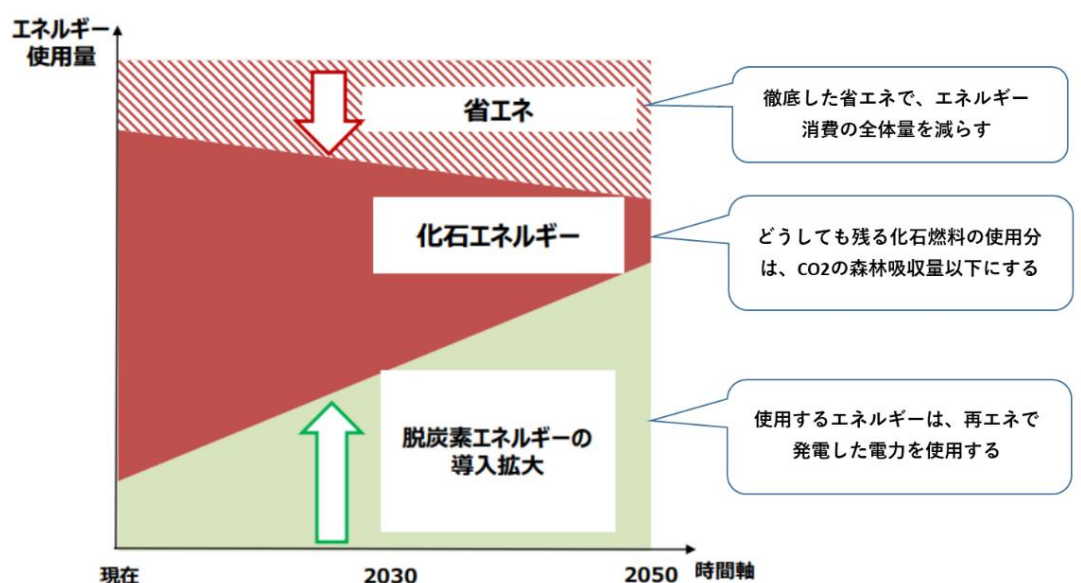 エネルギー
使用量
省エネ
徹底した省エネで、エネルギー
消費の全体量を減らす
化石エネルギー
どうしても残る化石燃料の使用分
は、CO2の森林吸収量以下にする
脱炭素エネルギーの
導入拡大
使用するエネルギーは、再エネで
発電した電力を使用する
現在
2030
2050
時間軸